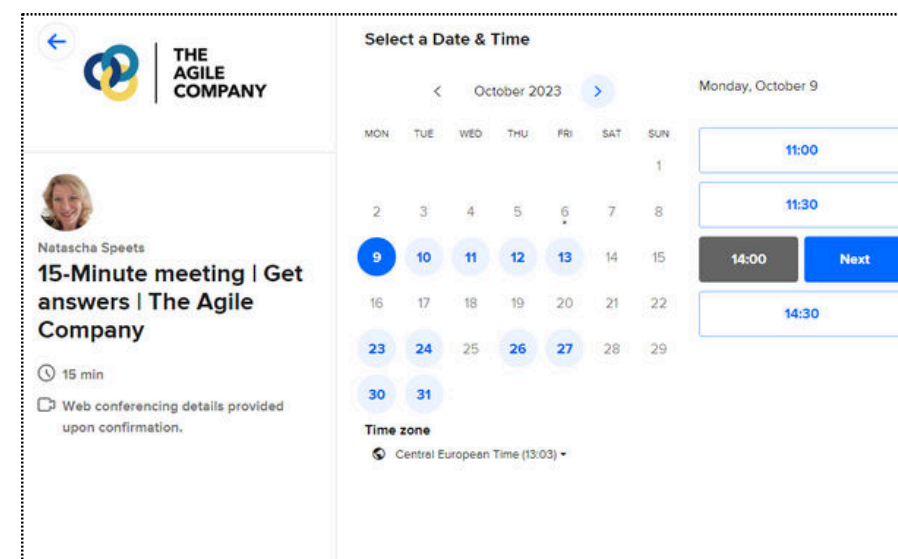 THE
AGILE
COMPANY
Natascha Speets
15-Minute meeting | Get
answers | The Agile
Company
15 min
Web conferencing details provided
upon confirmation.
Select a Date & Time
< October 2023 >
MON TUE WED THU FRI SAT SUN
1
2 3 4 5 6 7 8
9 10 11 12 13 14 15
16 17 18 19 20 21 22
23 24 25 26 27 28 29
30 31
Time zone
Central European Time (13:03)
Monday, October 9
11:00
11:30
14:00 Next
14:30